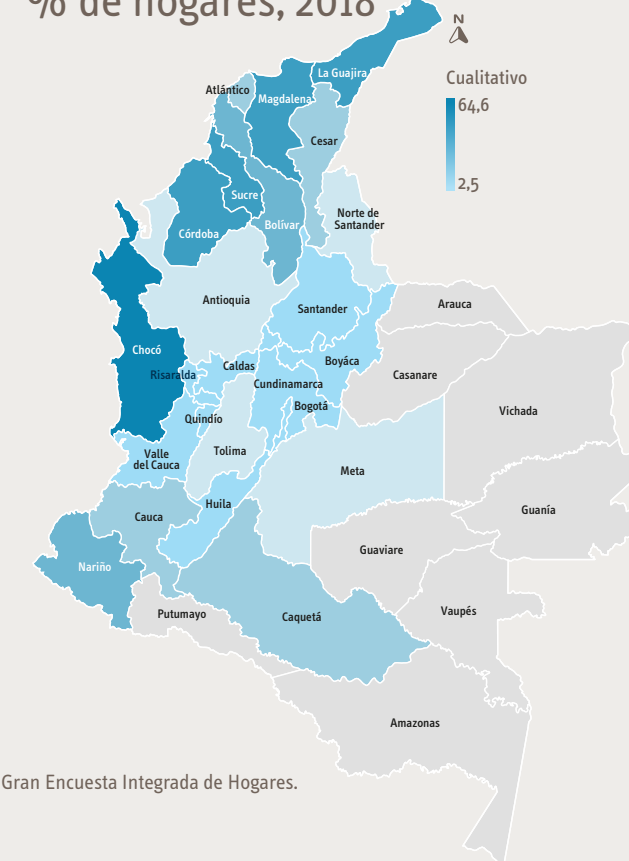 % de hogares, 2018
N
Cualitativo
64,6
2,5
La Guajira
Atlántico
Magdalena
Cesar
Sucre
Norte de
Santander
Bolívar
Córdoba
Antioquia
Santander
Arauca
Chocó
Risaralda
Caldas
Boyáca
Cundinamarca
Casanare
Bogotá
Quindío
Vichada
Valle
del Cauca
Tolima
Meta
Huila
Cauca
Guanía
Guaviare
Nariño
Putumayo
Caquetá
Vaupés
Amazonas
Gran Encuesta Integrada de Hogares.